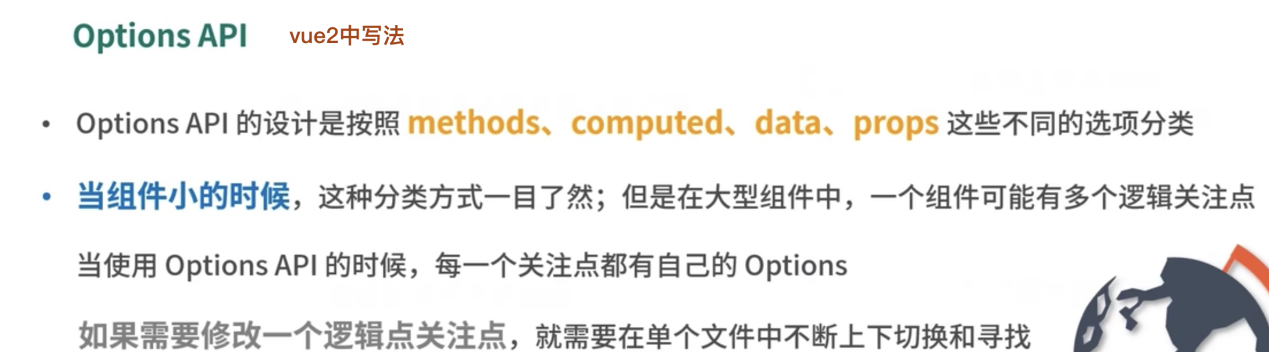 Options API vue2中写法
• Options API 的设计是按照 methods、computed、data、props 这些不同的选项分类
• 当组件小的时候，这种分类方式一目了然；但是在大型组件中，一个组件可能有多个逻辑关注点
当使用 Options API 的时候，每一个关注点都有自己的 Options
如果需要修改一个逻辑点关注点，就需要在单个文件中不断上下切换和寻找